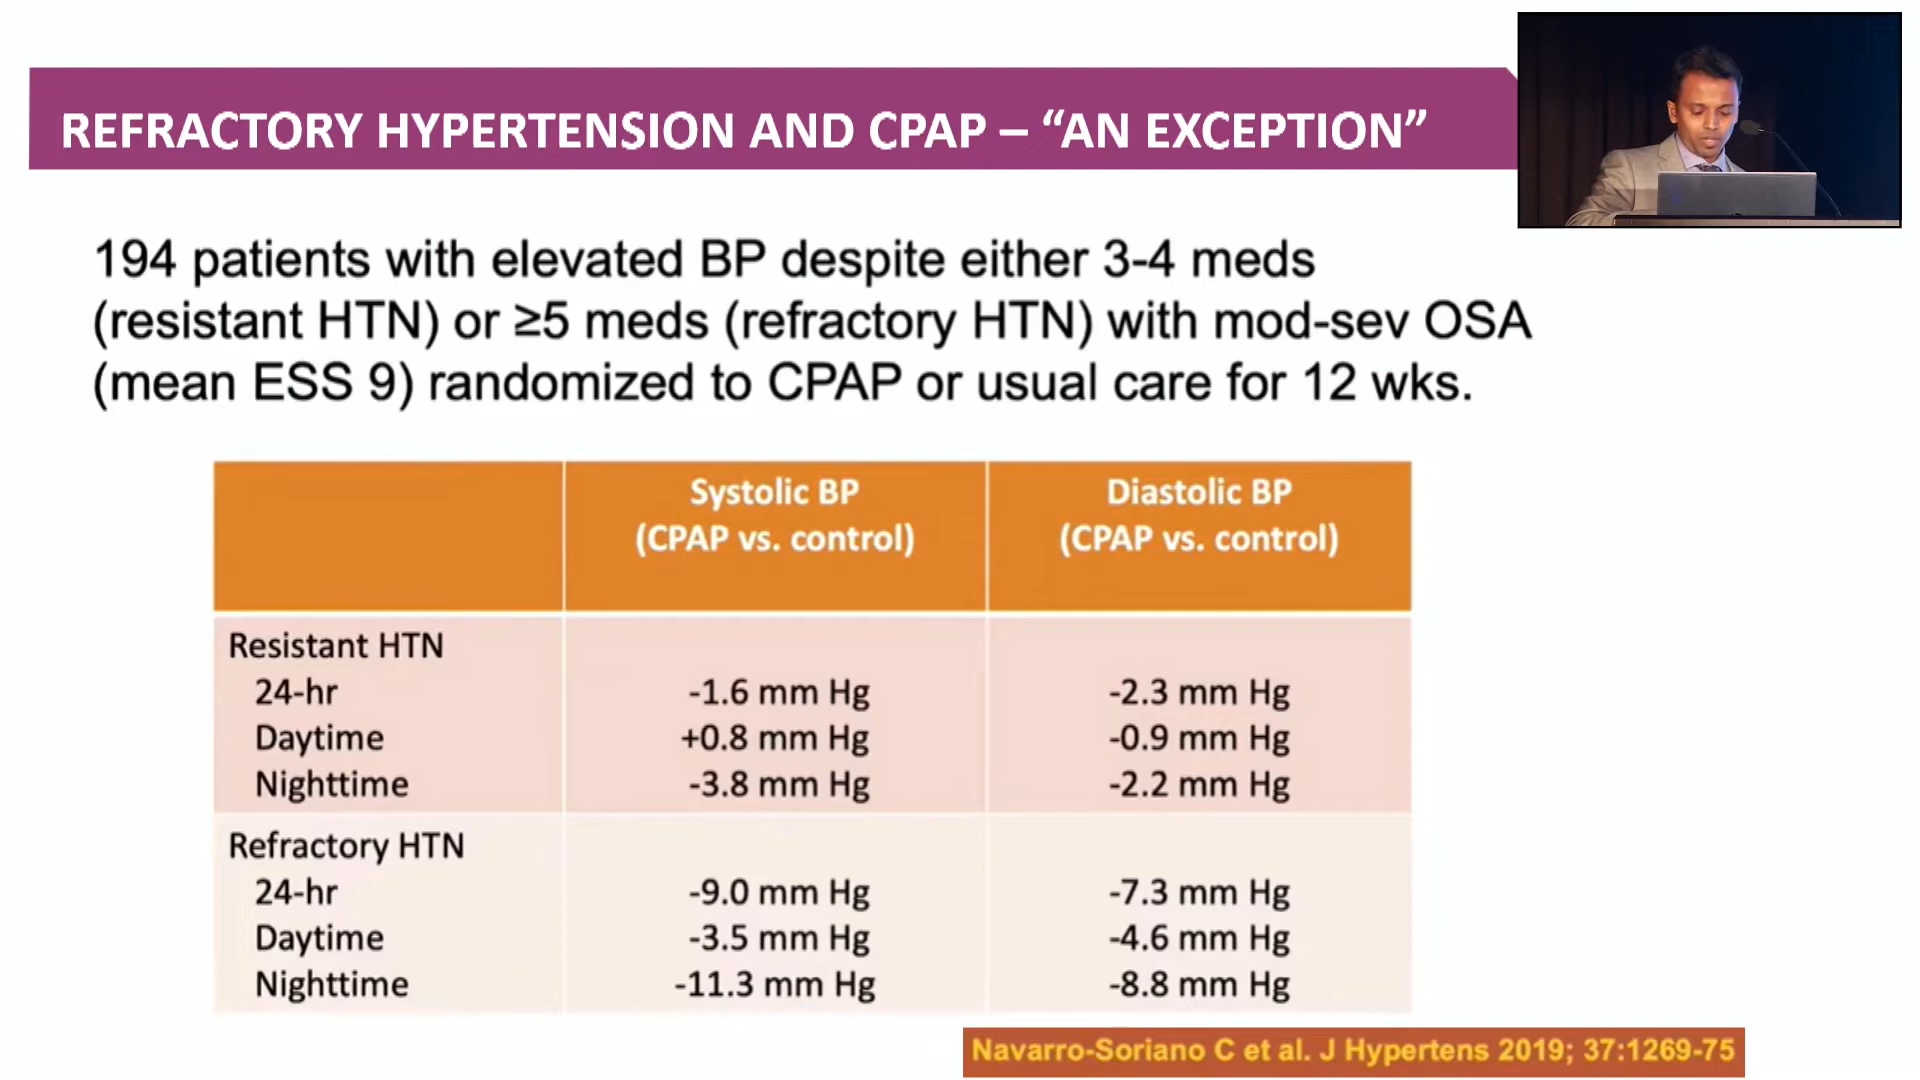 REFRACTORY HYPERTENSION AND CPAP – “AN EXCEPTION”
194 patients with elevated BP despite either 3-4 meds
(resistant HTN) or ≥5 meds (refractory HTN) with mod-sev OSA
(mean ESS 9) randomized to CPAP or usual care for 12 wks.
Systolic BP
(CPAP vs. control)
Diastolic BP
(CPAP vs. control)
Resistant HTN
24-hr -1.6 mm Hg -2.3 mm Hg
Daytime +0.8 mm Hg -0.9 mm Hg
Nighttime -3.8 mm Hg -2.2 mm Hg
Refractory HTN
24-hr -9.0 mm Hg -7.3 mm Hg
Daytime -3.5 mm Hg -4.6 mm Hg
Nighttime -11.3 mm Hg -8.8 mm Hg
Navarro-Soriano C et al. J Hypertens 2019; 37:1269-75